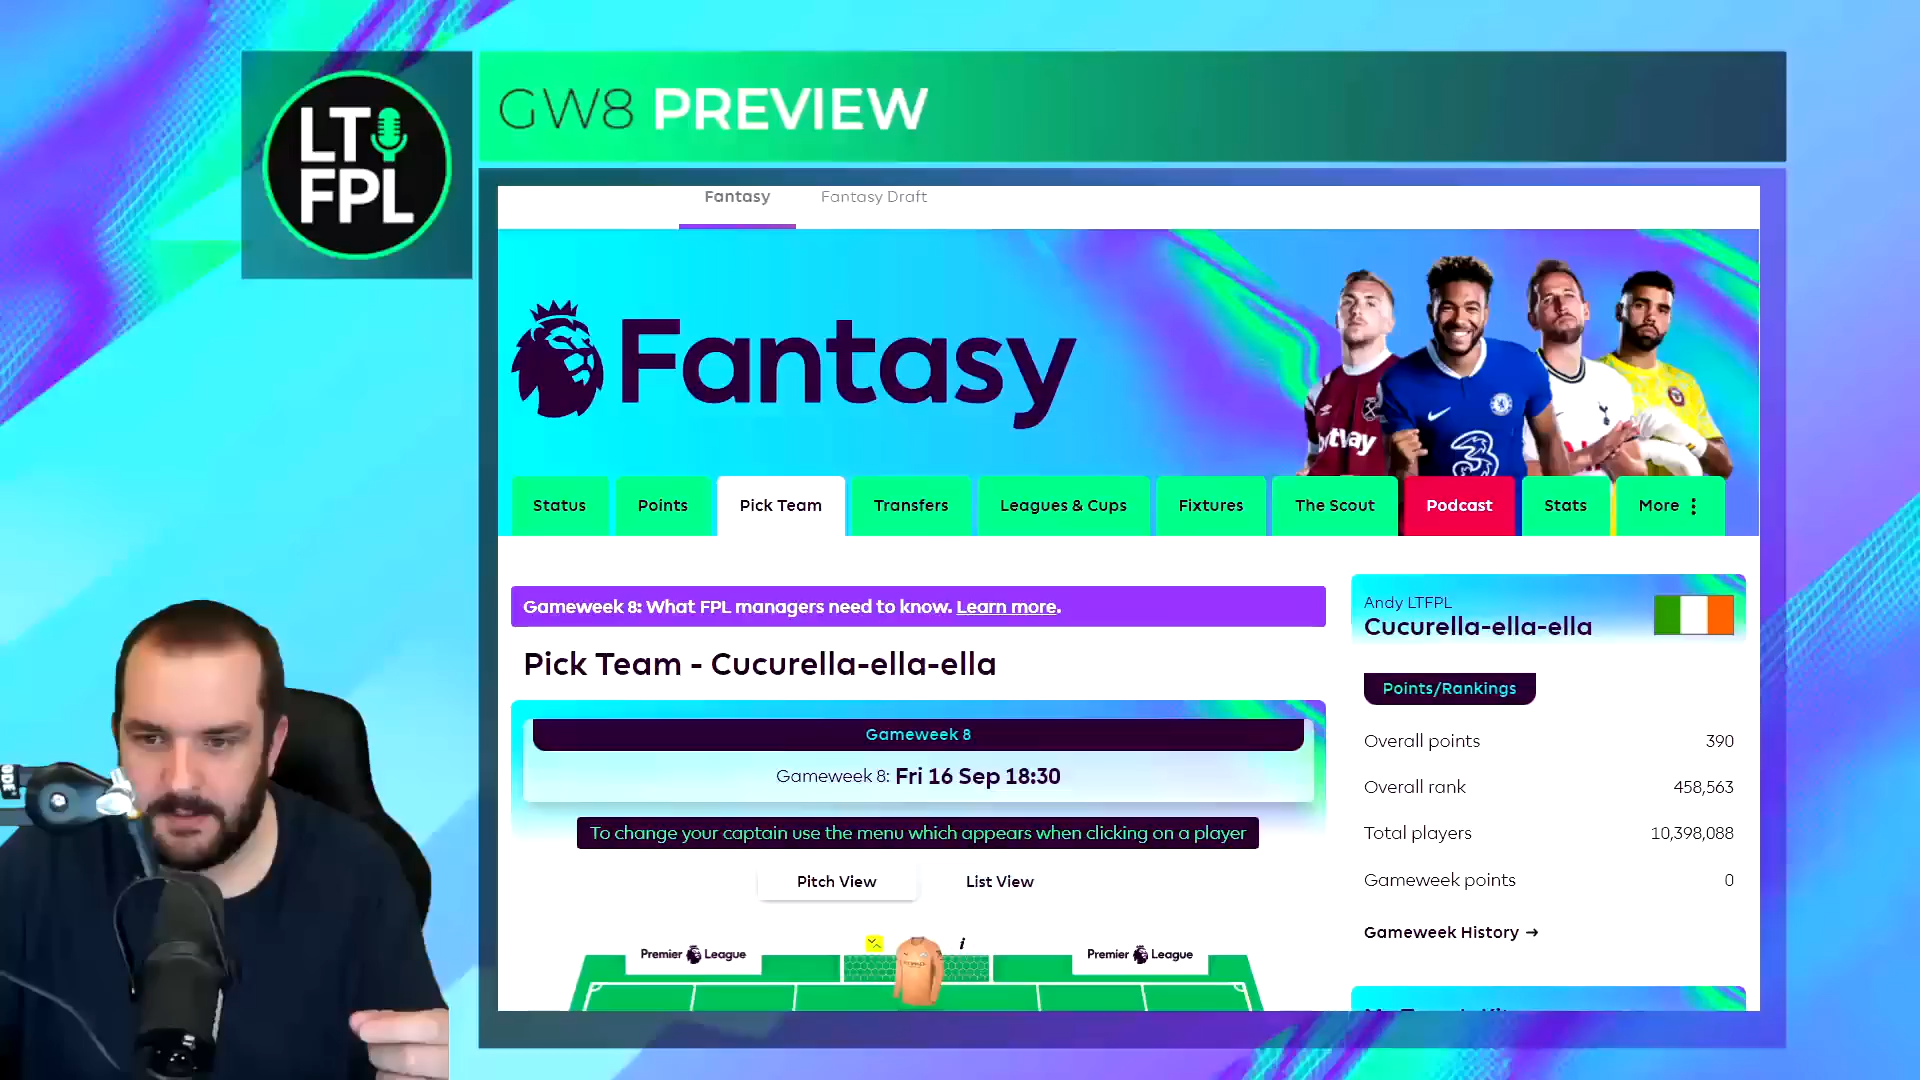 LT
FPL
GW8 PREVIEW
Fantasy
Fantasy Draft
Fantasy
Status
Points
Pick Team
Transfers
Leagues & Cups
Fixtures
The Scout
Podcast
Stats
More
Gameweek 8: What FPL managers need to know. Learn more.
Pick Team - Cucurella-ella-ella
Gameweek 8
Gameweek 8: Fri 16 Sep 18:30
To change your captain use the menu which appears when clicking on a player
Pitch View
List View
Premier League
i
Premier League
Andy LTFPL
Cucurella-ella-ella
Points/Rankings
Overall points 390
Overall rank 458,563
Total players 10,398,088
Gameweek points 0
Gameweek History →
betway
3